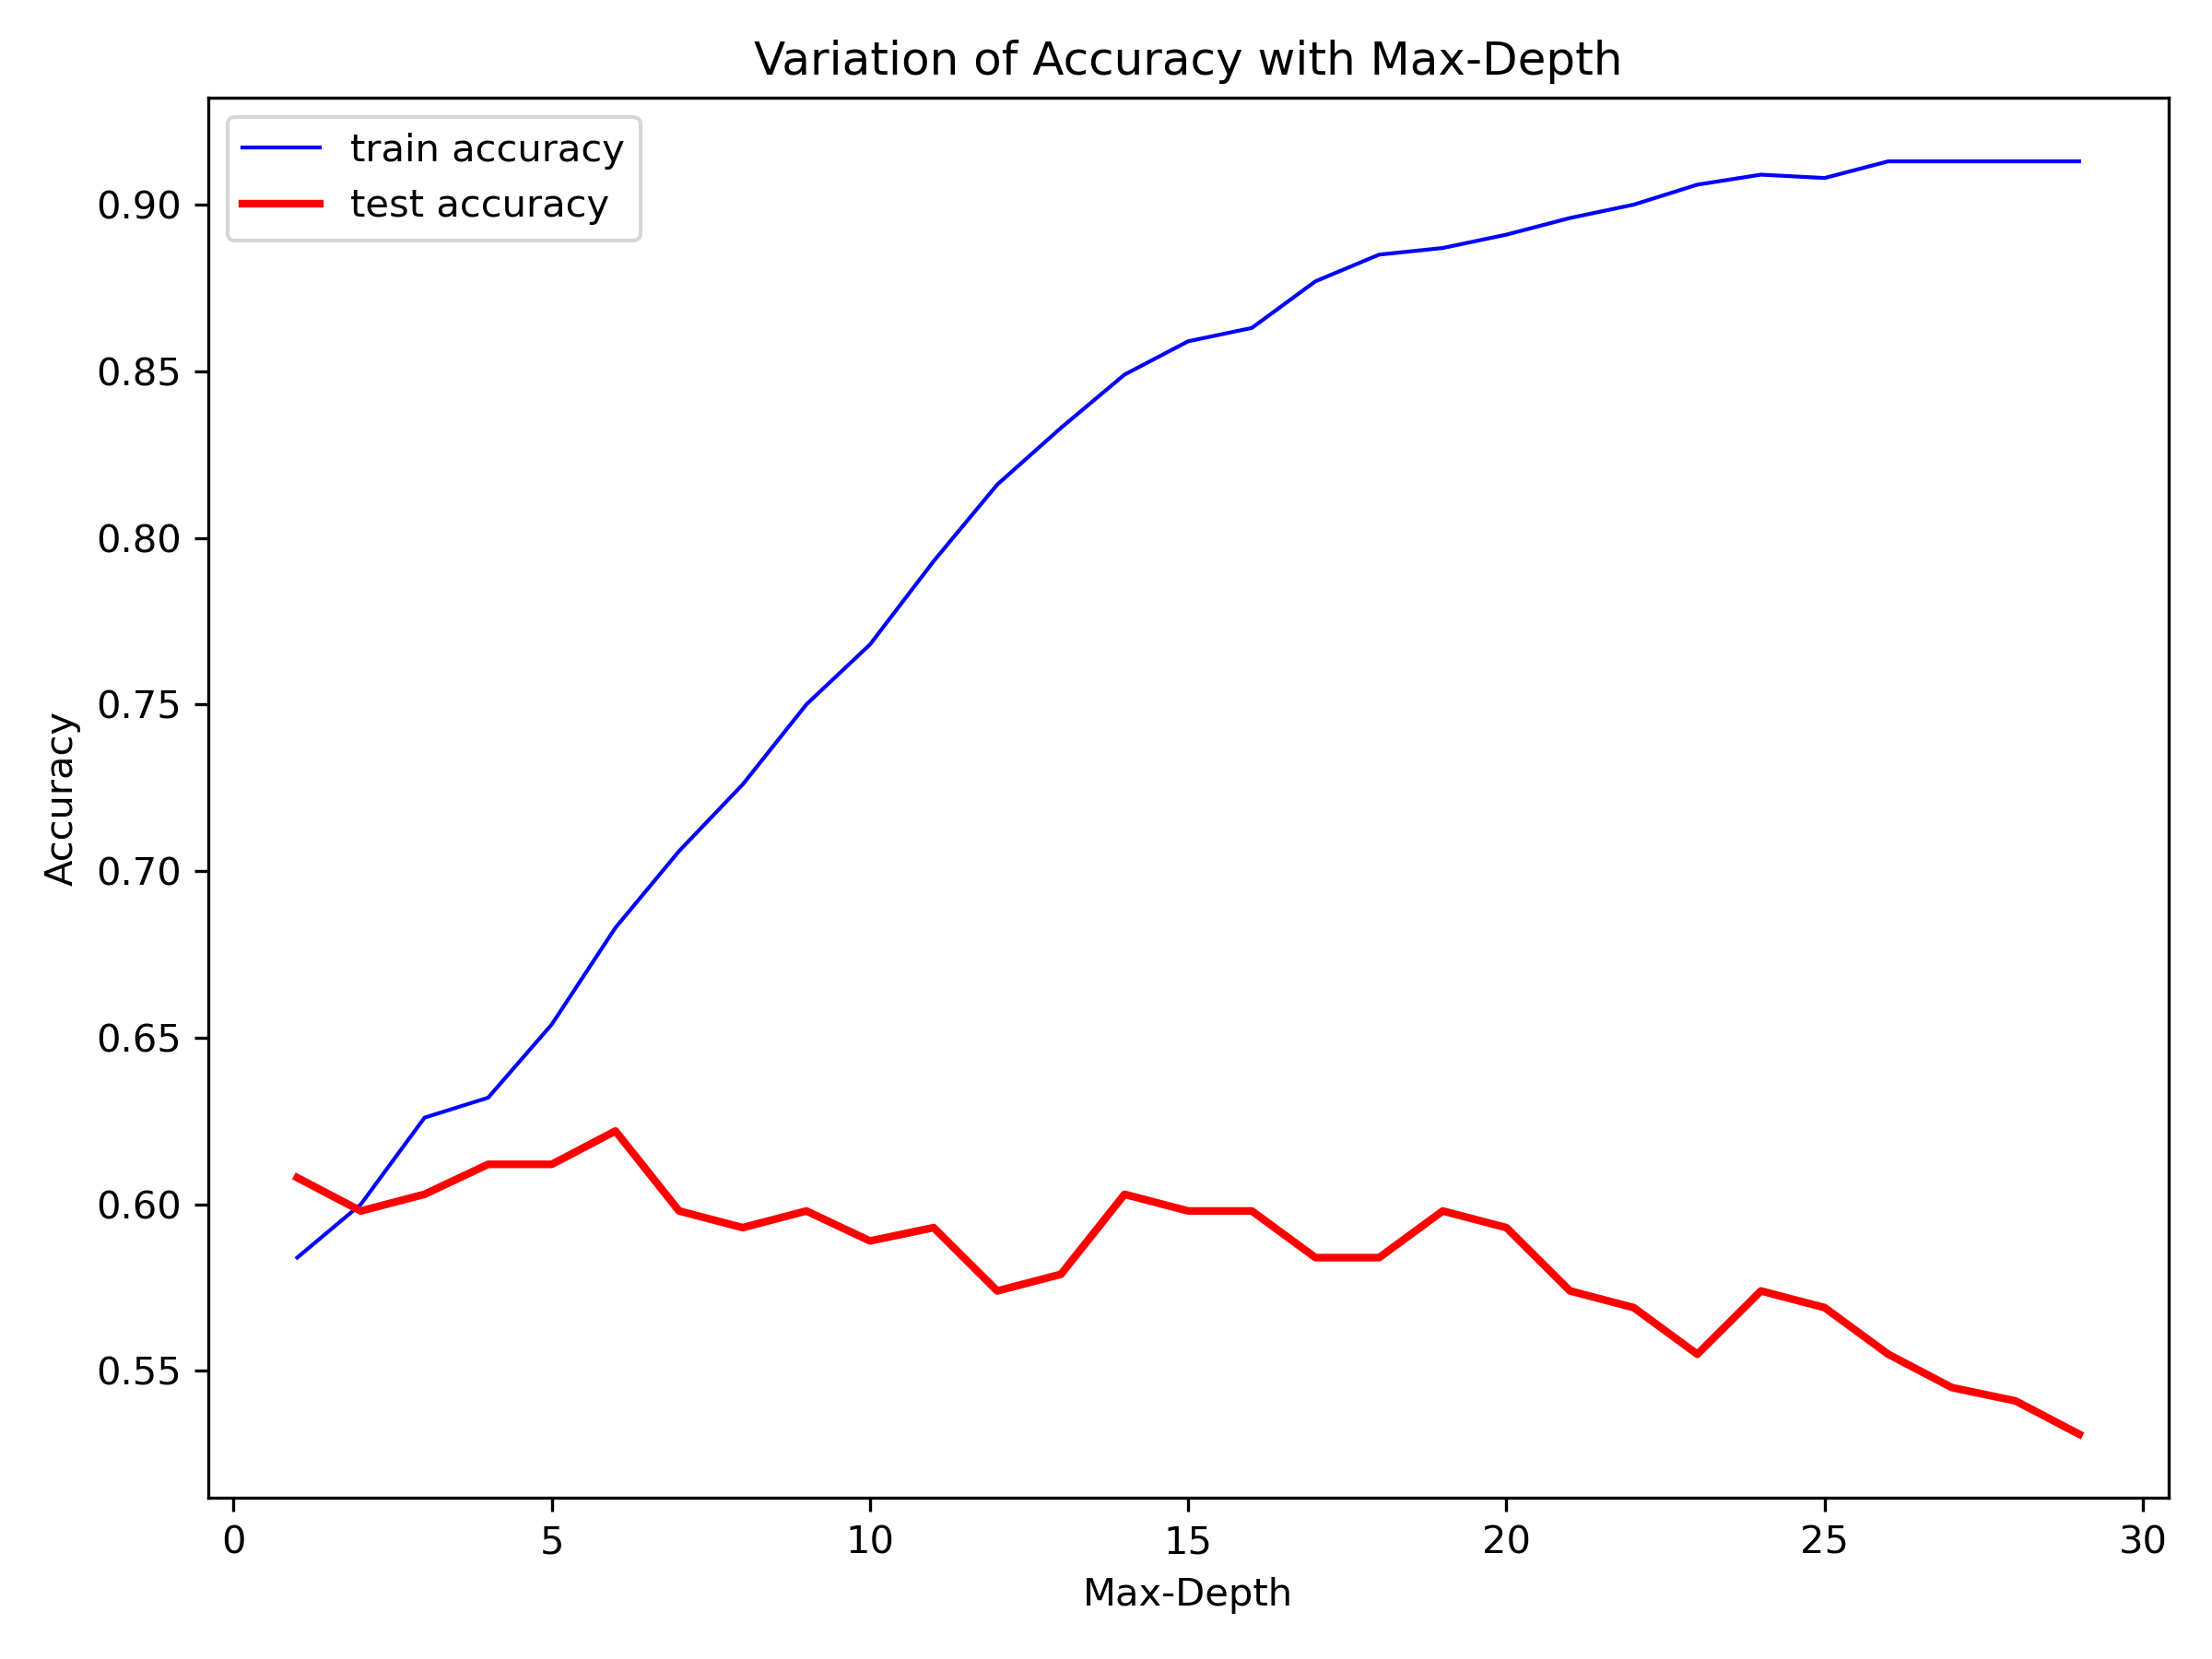 Variation of Accuracy with Max-Depth
train accuracy
test accuracy
0.90
0.85
0.80
0.75
0.70
0.65
0.60
0.55
Accuracy
0 5 10 15 20 25 30
Max-Depth